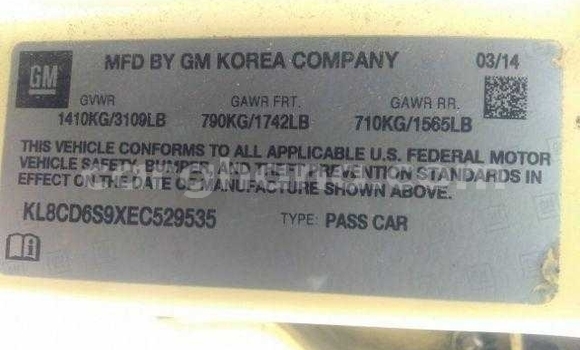 GM
MFD BY GM KOREA COMPANY
03/14
GVWR GAWR FRT. GAWR RR.
1410KG/3109LB 790KG/1742LB 710KG/1565LB
THIS VEHICLE CONFORMS TO ALL APPLICABLE U.S. FEDERAL MOTOR
VEHICLE SAFETY, BUMPER, AND THEFT PREVENTION STANDARDS IN
EFFECT ON THE DATE OF MANUFACTURE SHOWN ABOVE.
KL8CD6S9XEC529535 TYPE: PASS CAR